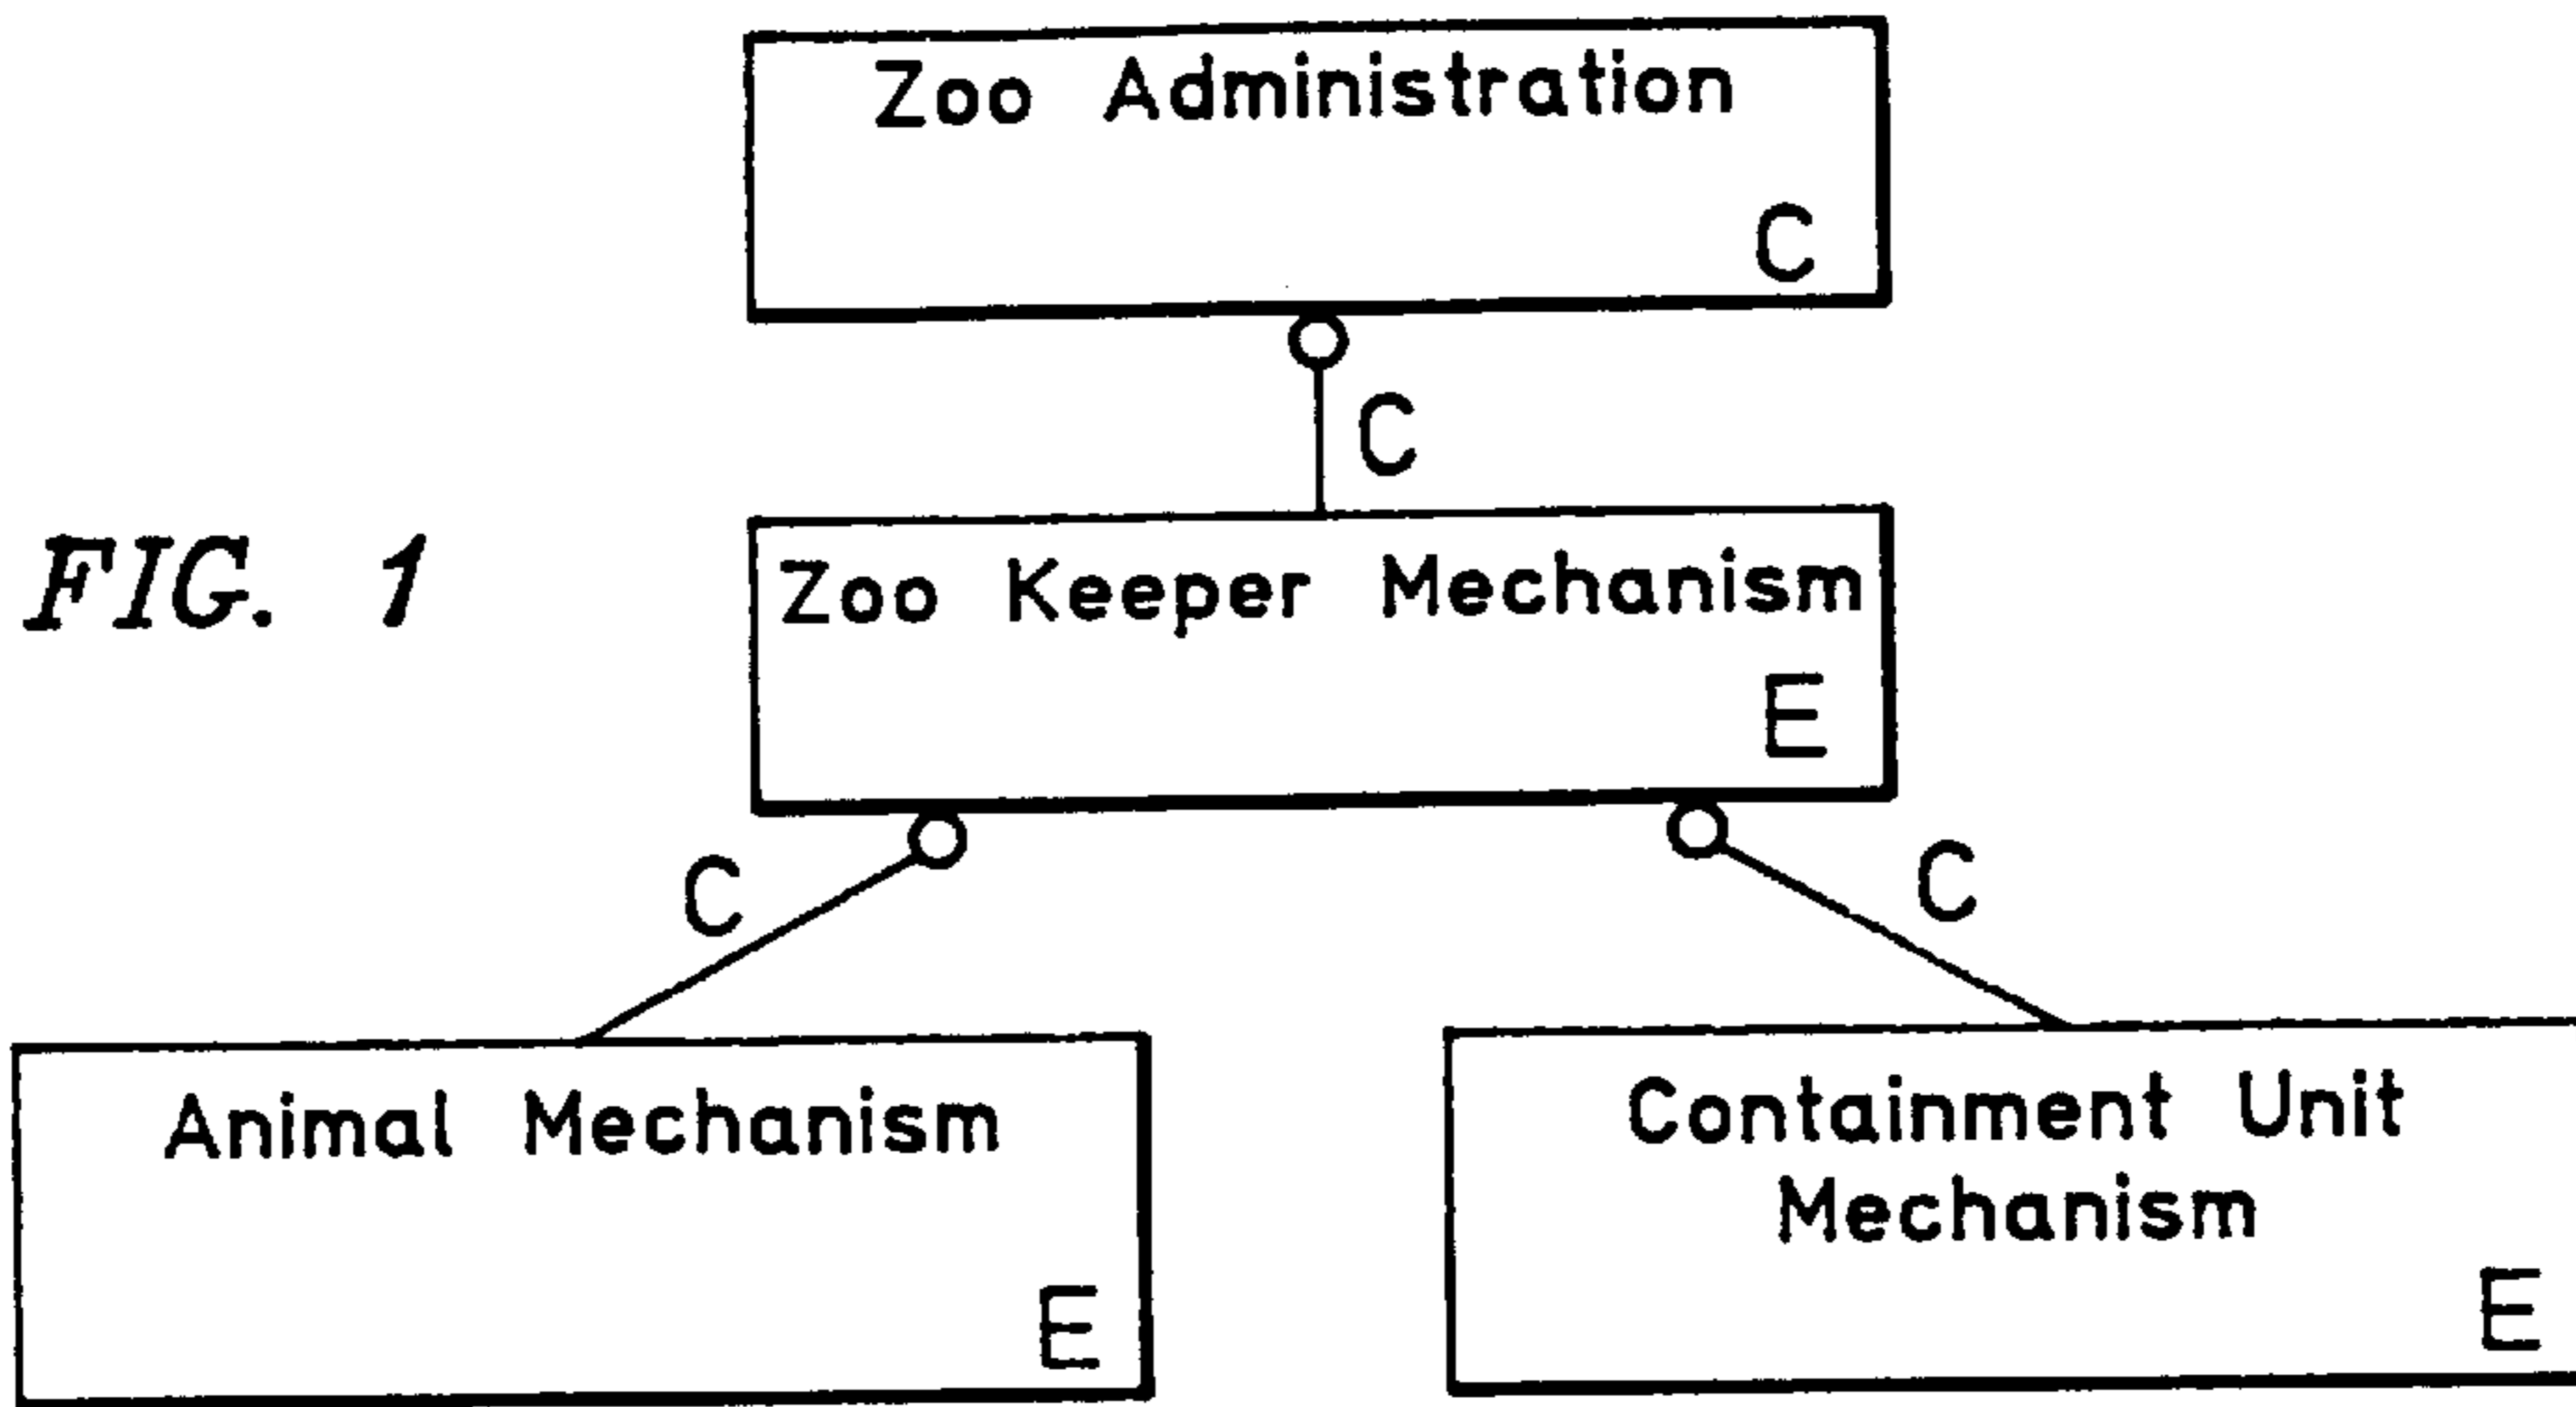 Zoo Administration
C
C
FIG. 1
Zoo Keeper Mechanism
E
C
C
Animal Mechanism
E
Containment Unit
Mechanism
E